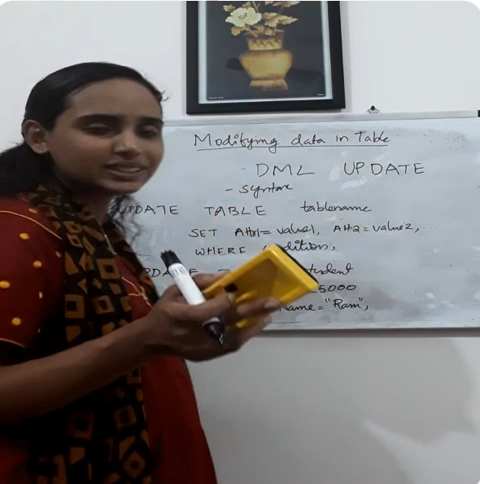 Modifying data in Table
- DML UPDATE
- Syntax
UPDATE TABLE tablename
SET Attr1= value1, Attr2= value2, ..
WHERE
student
5000
name = "Ram",